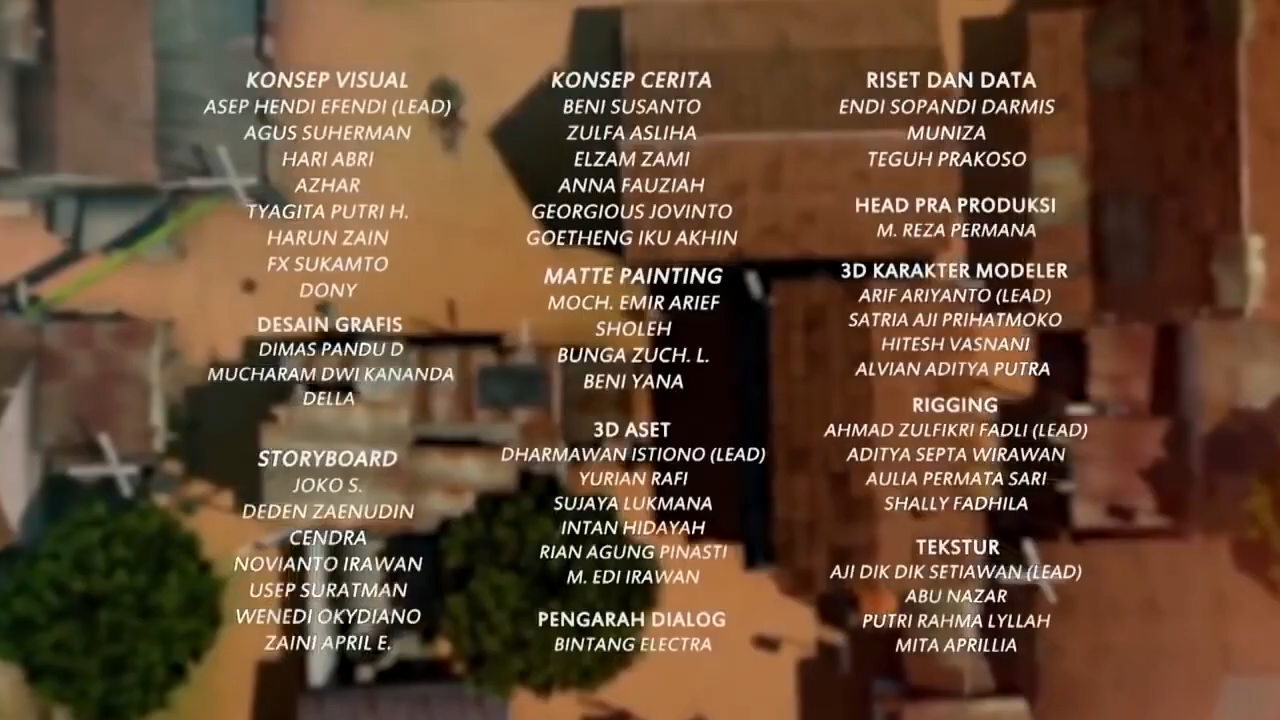 KONSEP VISUAL
ASEP HENDI EFENDI (LEAD)
AGUS SUHERMAN
HARI ABRI
AZHAR
TYAGITA PUTRI H.
HARUN ZAIN
FX SUKAMTO
DONY
DESAIN GRAFIS
DIMAS PANDU D
MUCHARAM DWI KANANDA
DELLA
STORYBOARD
JOKO S.
DEDEN ZAENUDIN
CENDRA
NOVIANTO IRAWAN
USEP SURATMAN
WENEDI OKYDIANO
ZAINI APRIL E.
KONSEP CERITA
BENI SUSANTO
ZULFA ASLIHA
ELZAM ZAMI
ANNA FAUZIAH
GEORGIOUS JOVINTO
GOETHENG IKU AKHIN
MATTE PAINTING
MOCH. EMIR ARIEF
SHOLEH
BUNGA ZUCH. L.
BENI YANA
3D ASET
DHARMAWAN ISTIONO (LEAD)
YURIAN RAFI
SUJAYA LUKMANA
INTAN HIDAYAH
RIAN AGUNG PINASTI
M. EDI IRAWAN
PENGARAH DIALOG
BINTANG ELECTRA
RISET DAN DATA
ENDI SOPANDI DARMIS
MUNIZA
TEGUH PRAKOSO
HEAD PRA PRODUKSI
M. REZA PERMANA
3D KARAKTER MODELER
ARIF ARIYANTO (LEAD)
SATRIA AJI PRIHATMOKO
HITESH VASNANI
ALVIAN ADITYA PUTRA
RIGGING
AHMAD ZULFIKRI FADLI (LEAD)
ADITYA SEPTA WIRAWAN
AULIA PERMATA SARI
SHALLY FADHILA
TEKSTUR
AJI DIK DIK SETIAWAN (LEAD)
ABU NAZAR
PUTRI RAHMA LYLLAH
MITA APRILLIA